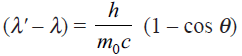 (λ′ – λ) = h / m₀c (1 – cos θ)